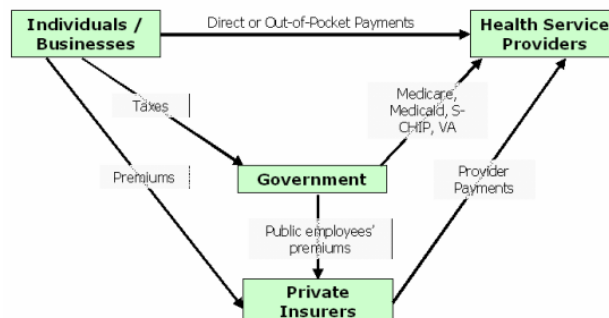 Individuals /
Businesses
Direct or Out-of-Pocket Payments
Health Service
Providers
Taxes
Medicare,
Medicaid, S-
CHIP, VA
Premiums
Government
Provider
Payments
Public employees'
premiums
Private
Insurers